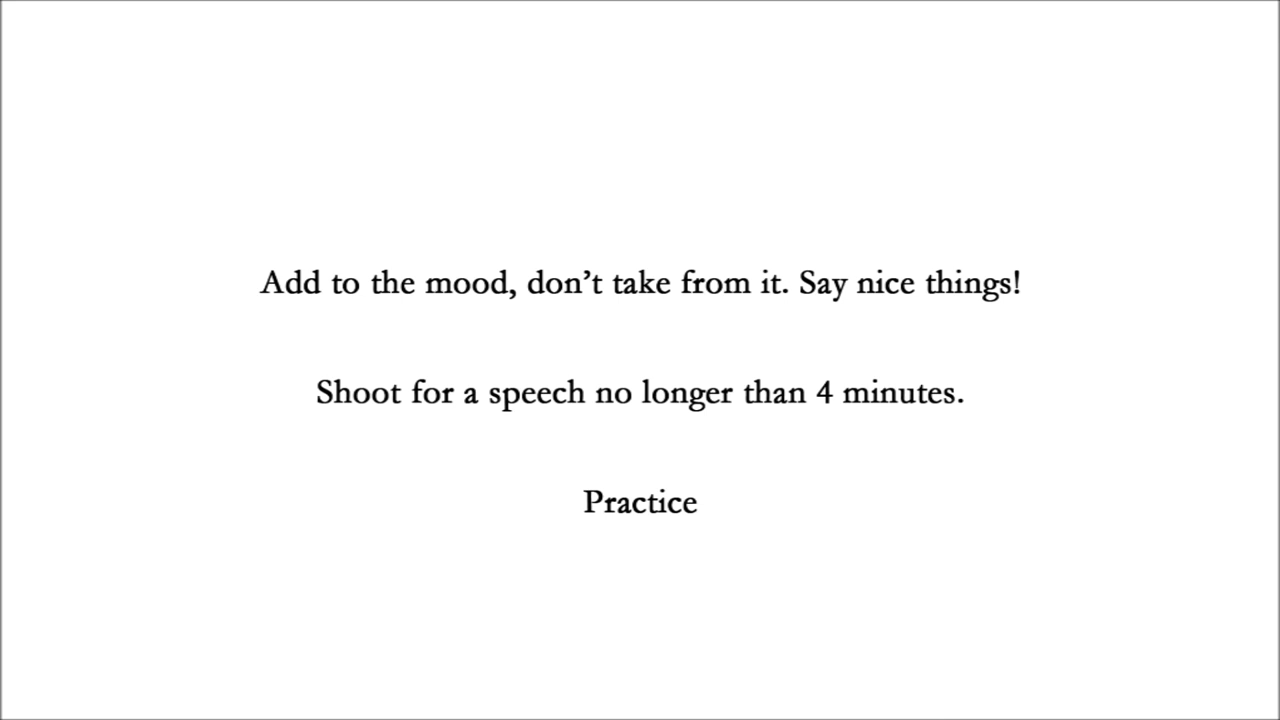 Add to the mood, don’t take from it. Say nice things!
Shoot for a speech no longer than 4 minutes.
Practice